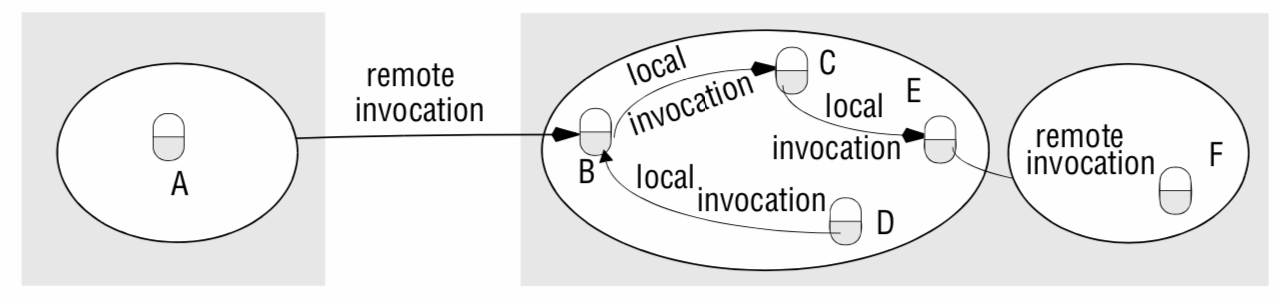 remote
invocation
A
local
invocation
C
B
local
invocation
E
local
invocation
D
remote
invocation
F